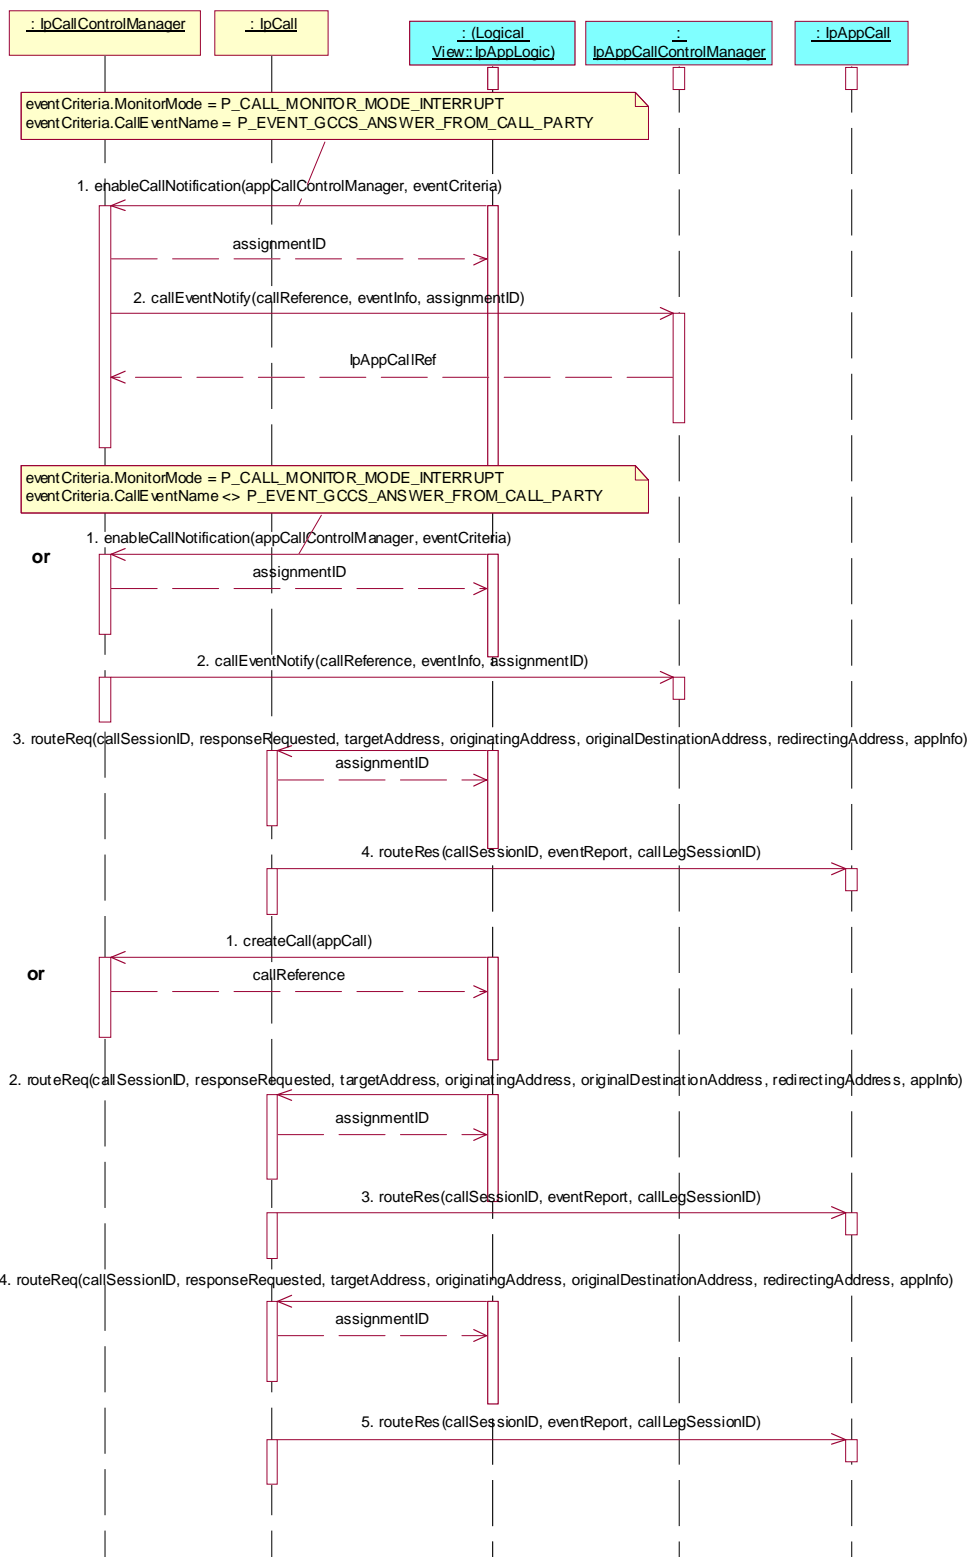 : IpCallControlManager
: IpCall
: (Logical
View::IpAppLogic)
:
IpAppCallControlManager
: IpAppCall
eventCriteria.MonitorMode = P_CALL_MONITOR_MODE_INTERRUPT
eventCriteria.CallEventName = P_EVENT_GCCS_ANSWER_FROM_CALL_PARTY
1. enableCallNotification(appCallControlManager, eventCriteria)
assignmentID
2. callEventNotify(callReference, eventInfo, assignmentID)
IpAppCallRef
eventCriteria.MonitorMode = P_CALL_MONITOR_MODE_INTERRUPT
eventCriteria.CallEventName <> P_EVENT_GCCS_ANSWER_FROM_CALL_PARTY
1. enableCallNotification(appCallControlManager, eventCriteria)
or
assignmentID
2. callEventNotify(callReference, eventInfo, assignmentID)
3. routeReq(callSessionID, responseRequested, targetAddress, originatingAddress, originalDestinationAddress, redirectingAddress, appInfo)
assignmentID
4. routeRes(callSessionID, eventReport, callLegSessionID)
1. createCall(appCall)
or
callReference
2. routeReq(callSessionID, responseRequested, targetAddress, originatingAddress, originalDestinationAddress, redirectingAddress, appInfo)
assignmentID
3. routeRes(callSessionID, eventReport, callLegSessionID)
4. routeReq(callSessionID, responseRequested, targetAddress, originatingAddress, originalDestinationAddress, redirectingAddress, appInfo)
assignmentID
5. routeRes(callSessionID, eventReport, callLegSessionID)